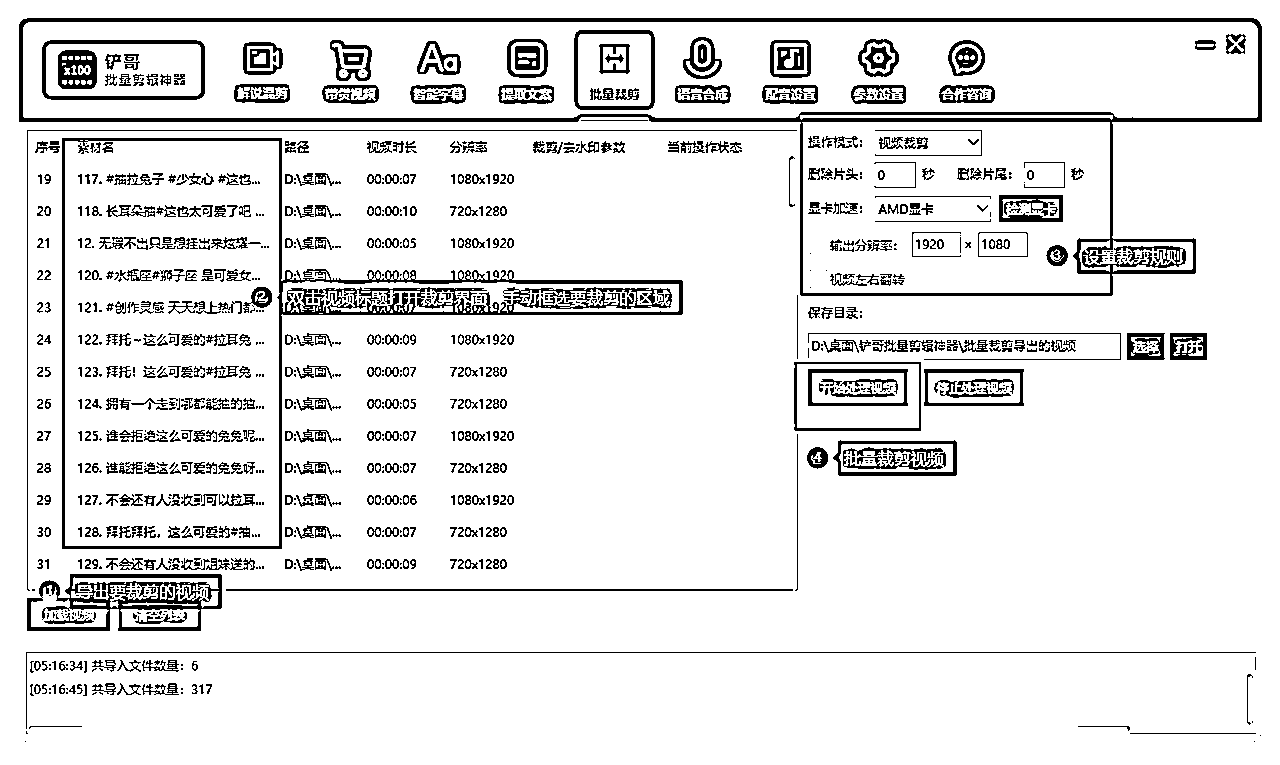 x100
铲哥
批量剪辑神器
解说混剪 带货视频 智能字幕 提取文案 批量裁剪 语音合成 配音设置 参数设置 合作咨询
序号 素材名 路径 视频时长 分辨率 裁剪/去水印参数 当前操作状态
19 117. #抽拉兔子 #少女心 #这也... D:\桌面\... 00:00:07 1080x1920
20 118. 长耳朵抽#这也太可爱了吧 ... D:\桌面\... 00:00:10 720x1280
21 12. 无瑕不出只是想挂出来炫耀一... D:\桌面\... 00:00:05 1080x1920
22 120. #水瓶座#狮子座 是可爱女... D:\桌面\... 00:00:08 1080x1920
② 双击视频标题打开裁剪界面 手动框选要裁剪的区域
23 121. #创作灵感 天天想上热门都... 00:00:07 1080x1920
24 122. 拜托～这么可爱的#拉耳兔 ... D:\桌面\... 00:00:09 1080x1920
25 123. 拜托！这么可爱的#拉耳兔 ... D:\桌面\... 00:00:07 720x1280
26 124. 拥有一个走到哪都能抽的抽... D:\桌面\... 00:00:05 720x1280
27 125. 谁会拒绝这么可爱的兔兔呢... D:\桌面\... 00:00:07 1080x1920
28 126. 谁能拒绝这么可爱的兔兔呀... D:\桌面\... 00:00:07 720x1280
29 127. 不会还有人没收到可以拉耳... D:\桌面\... 00:00:06 1080x1920
30 128. 拜托拜托，这么可爱的#抽... D:\桌面\... 00:00:07 720x1280
31 129. 不会还有人没收到姐妹送的... D:\桌面\... 00:00:09 720x1280
① 导出要裁剪的视频
加载视频 清空列表
操作模式： 视频裁剪
删除片头： 0 秒 删除片尾： 0 秒
显卡加速： AMD显卡 检测显卡
输出分辨率： 1920 x 1080
③ 设置裁剪规则
视频左右翻转
保存目录：
D:\桌面\铲哥批量剪辑神器\批量裁剪导出的视频 选择 打开
开始处理视频 停止处理视频
④ 批量裁剪视频
[05:16:34] 共导入文件数量：6
[05:16:45] 共导入文件数量：317